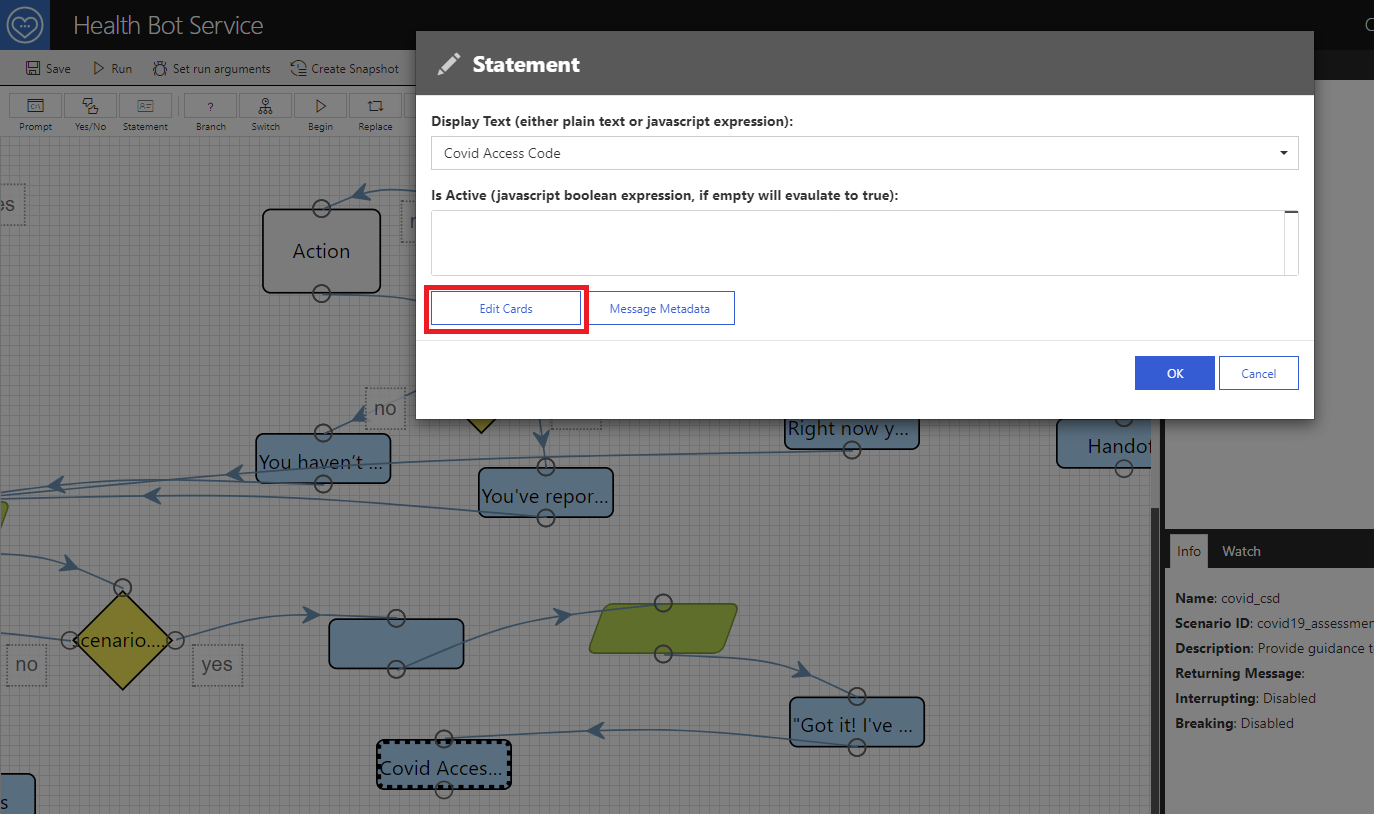 Health Bot Service
Save
Run
Set run arguments
Create Snapshot
Prompt
Yes/No
Statement
Branch
Switch
Begin
Replace
Statement
Display Text (either plain text or javascript expression):
Covid Access Code
Is Active (javascript boolean expression, if empty will evaulate to true):
Edit Cards
Message Metadata
OK
Cancel
es
Action
no
You haven't ...
You've repor...
Right now y...
Handof
cenario....
no
yes
"Got it! I've ...
Covid Acces...
s
Info
Watch
Name: covid_csd
Scenario ID: covid19_assessmen
Description: Provide guidance t
Returning Message:
Interrupting: Disabled
Breaking: Disabled